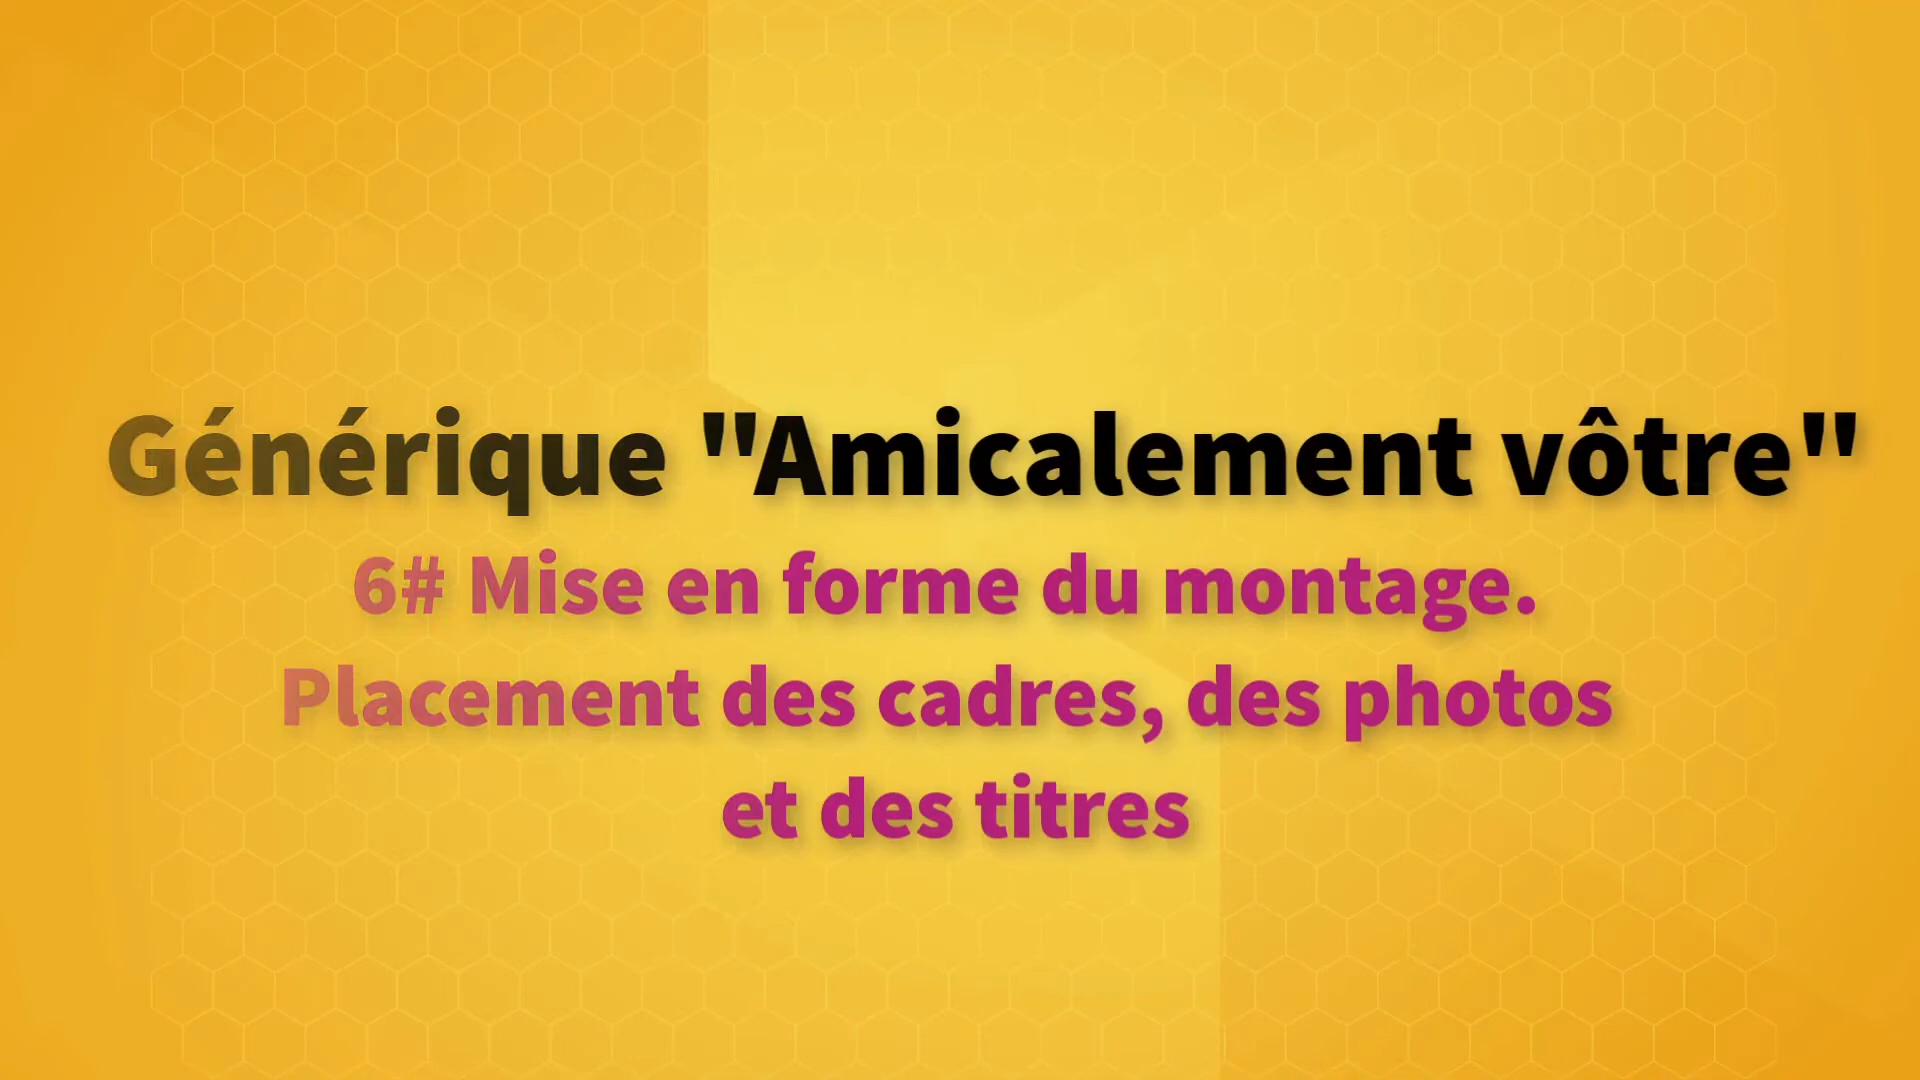 Générique "Amicalement vôtre"
6# Mise en forme du montage.
Placement des cadres, des photos
et des titres